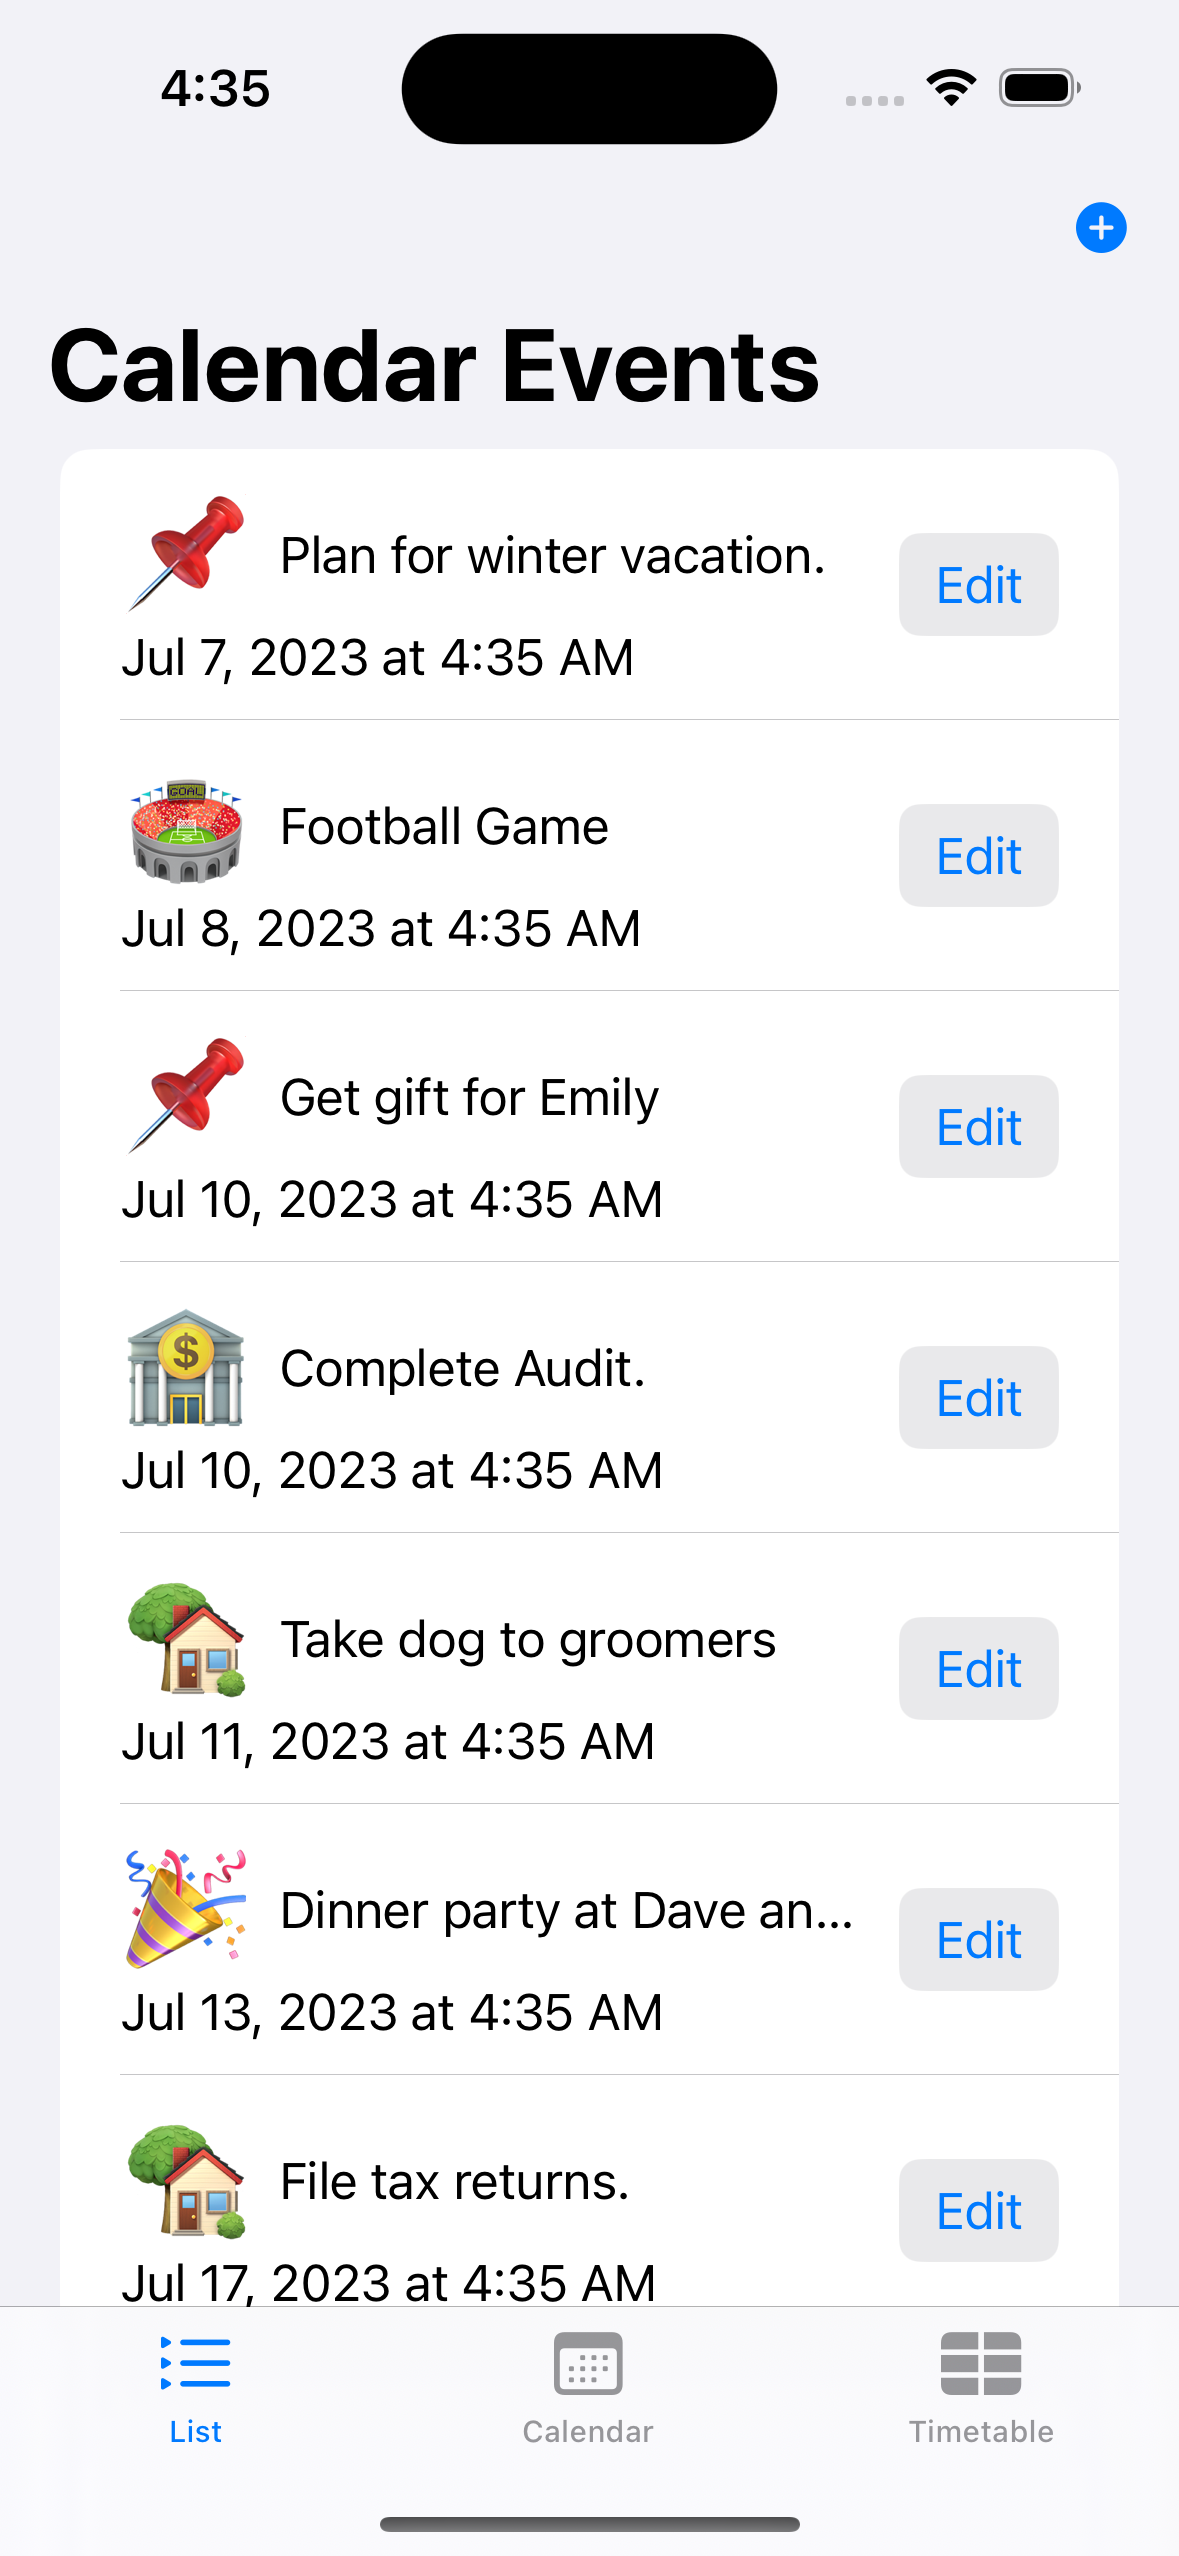 4:35
Calendar Events
Plan for winter vacation.
Edit
Jul 7, 2023 at 4:35 AM
GOAL
Football Game
Edit
Jul 8, 2023 at 4:35 AM
Get gift for Emily
Edit
Jul 10, 2023 at 4:35 AM
$
Complete Audit.
Edit
Jul 10, 2023 at 4:35 AM
Take dog to groomers
Edit
Jul 11, 2023 at 4:35 AM
Dinner party at Dave an...
Edit
Jul 13, 2023 at 4:35 AM
File tax returns.
Edit
Jul 17, 2023 at 4:35 AM
List
Calendar
Timetable